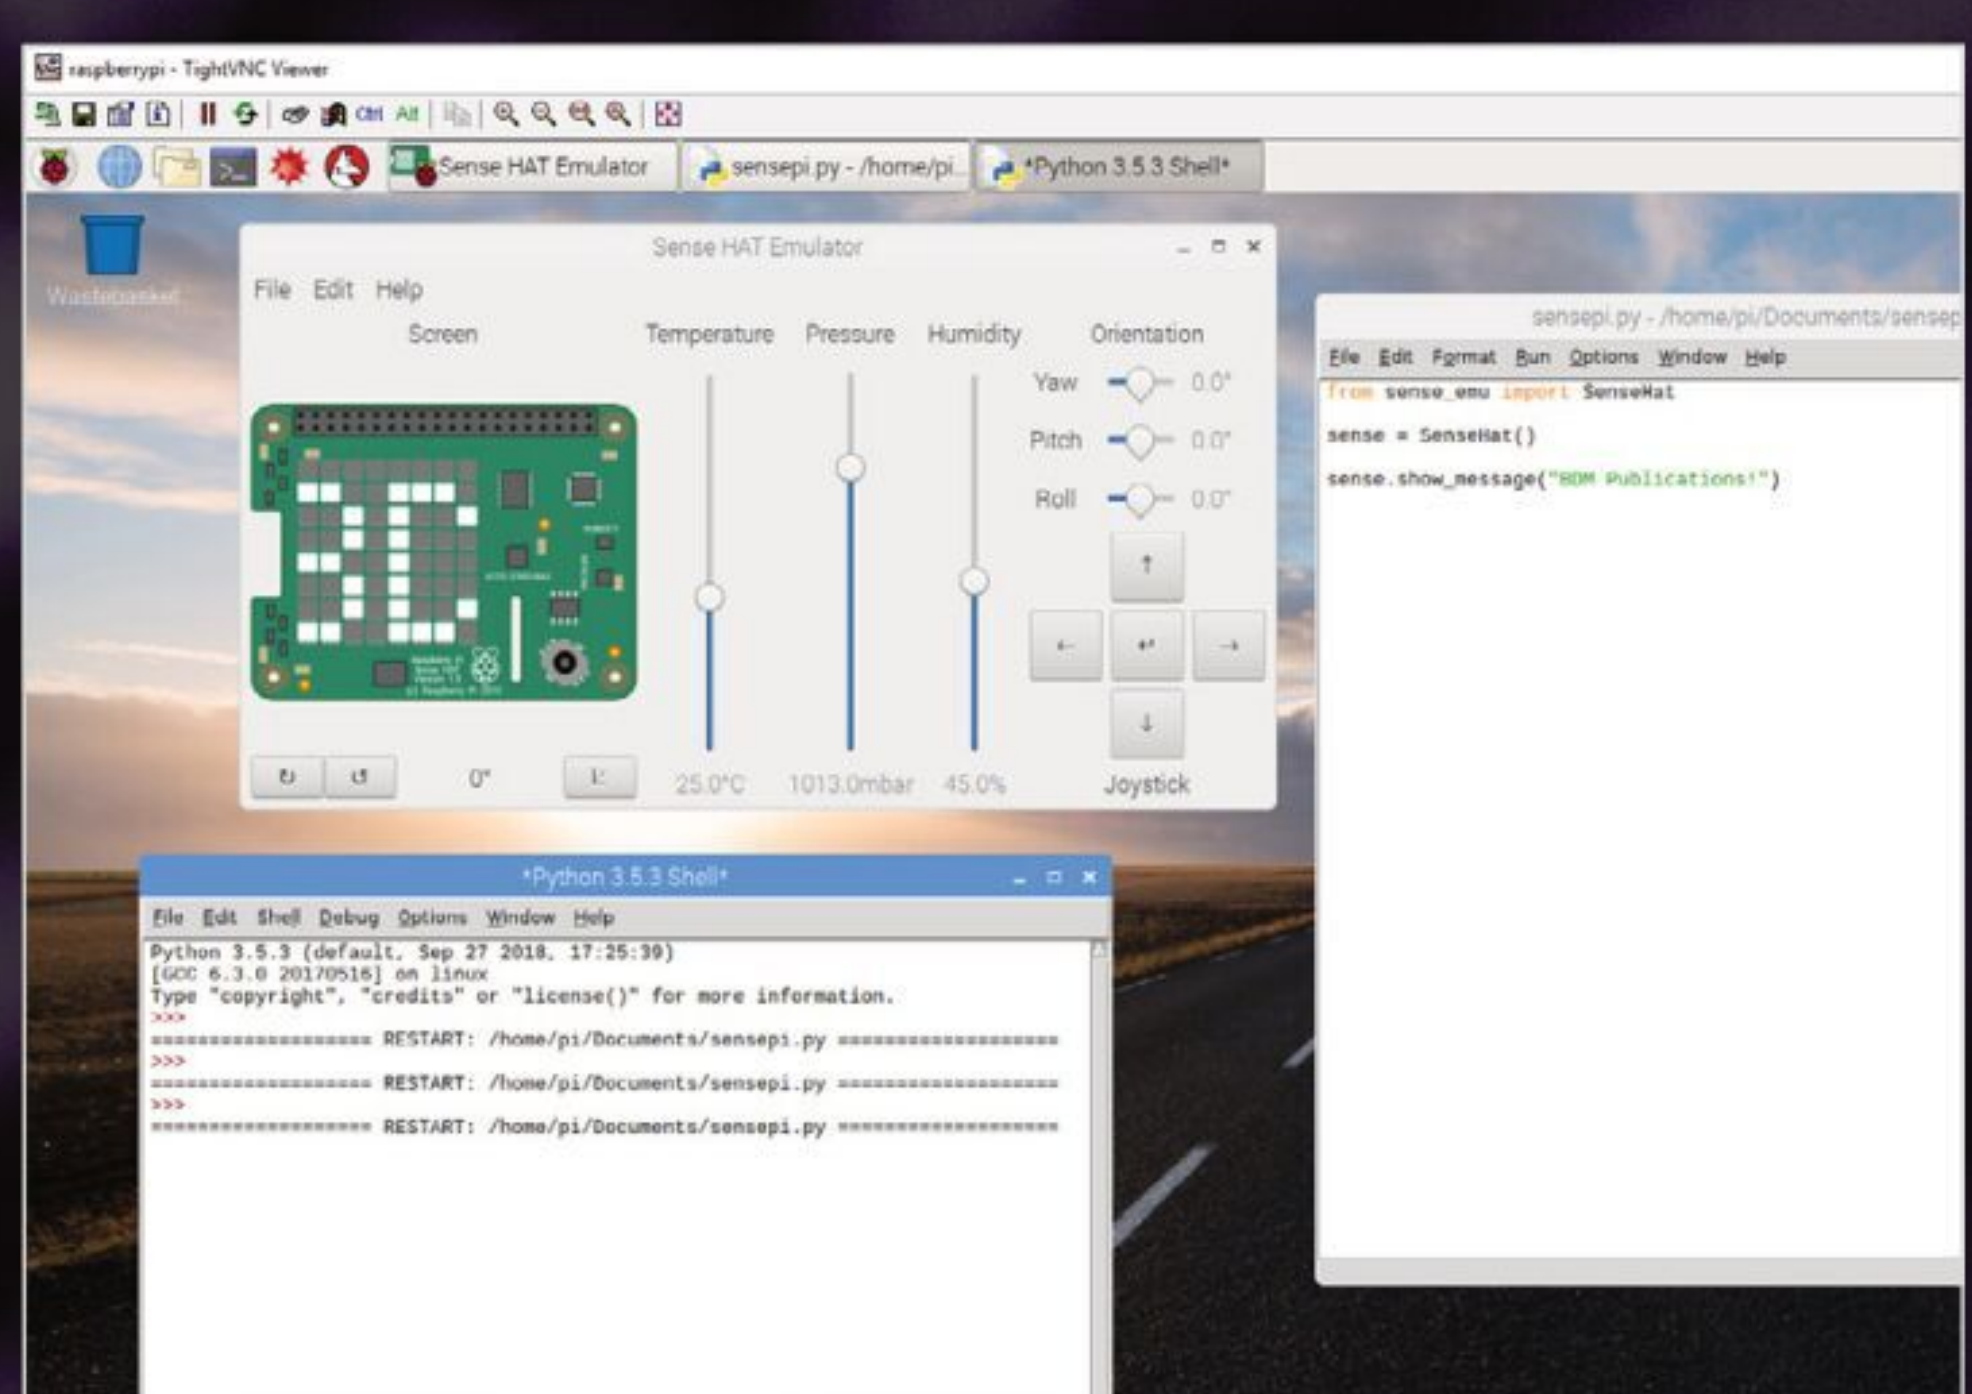 raspberrypi - TightVNC Viewer
Ctrl Alt
Sense HAT Emulator
sensepi.py - /home/pi...
*Python 3.5.3 Shell*
Wastebasket
Sense HAT Emulator
File Edit Help
Screen Temperature Pressure Humidity Orientation
Yaw 0.0°
Pitch 0.0°
Roll 0.0°
↑
← ↵ →
↓
0° 25.0°C 1013.0mbar 45.0% Joystick
sensepi.py - /home/pi/Documents/sensep
File Edit Format Run Options Window Help
from sense_emu import SenseHat
sense = SenseHat()
sense.show_message("BDM Publications!")
*Python 3.5.3 Shell*
File Edit Shell Debug Options Window Help
Python 3.5.3 (default, Sep 27 2018, 17:25:39)
[GCC 6.3.0 20170516] on linux
Type "copyright", "credits" or "license()" for more information.
>>>
=================== RESTART: /home/pi/Documents/sensepi.py ===================
>>>
=================== RESTART: /home/pi/Documents/sensepi.py ===================
>>>
=================== RESTART: /home/pi/Documents/sensepi.py ===================